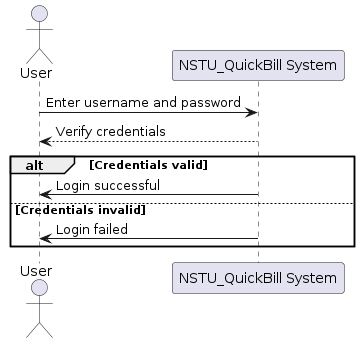 User
NSTU_QuickBill System
Enter username and password
Verify credentials
alt [Credentials valid]
Login successful
[Credentials invalid]
Login failed
User
NSTU_QuickBill System